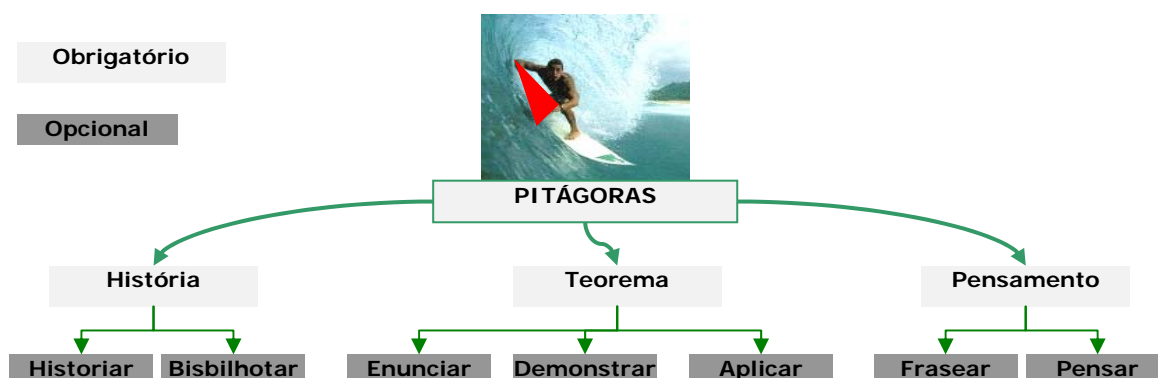 Obrigatório
Opcional
PITÁGORAS
História
Teorema
Pensamento
Historiar
Bisbilhotar
Enunciar
Demonstrar
Aplicar
Frasear
Pensar